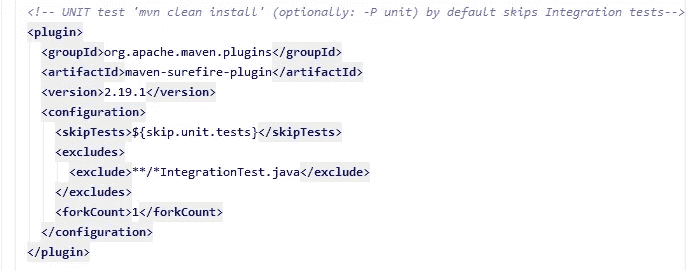 <!-- UNIT test 'mvn clean install' (optionally: -P unit) by default skips Integration tests-->
<plugin>
<groupId>org.apache.maven.plugins</groupId>
<artifactId>maven-surefire-plugin</artifactId>
<version>2.19.1</version>
<configuration>
<skipTests>${skip.unit.tests}</skipTests>
<excludes>
<exclude>**/*IntegrationTest.java</exclude>
</excludes>
<forkCount>1</forkCount>
</configuration>
</plugin>